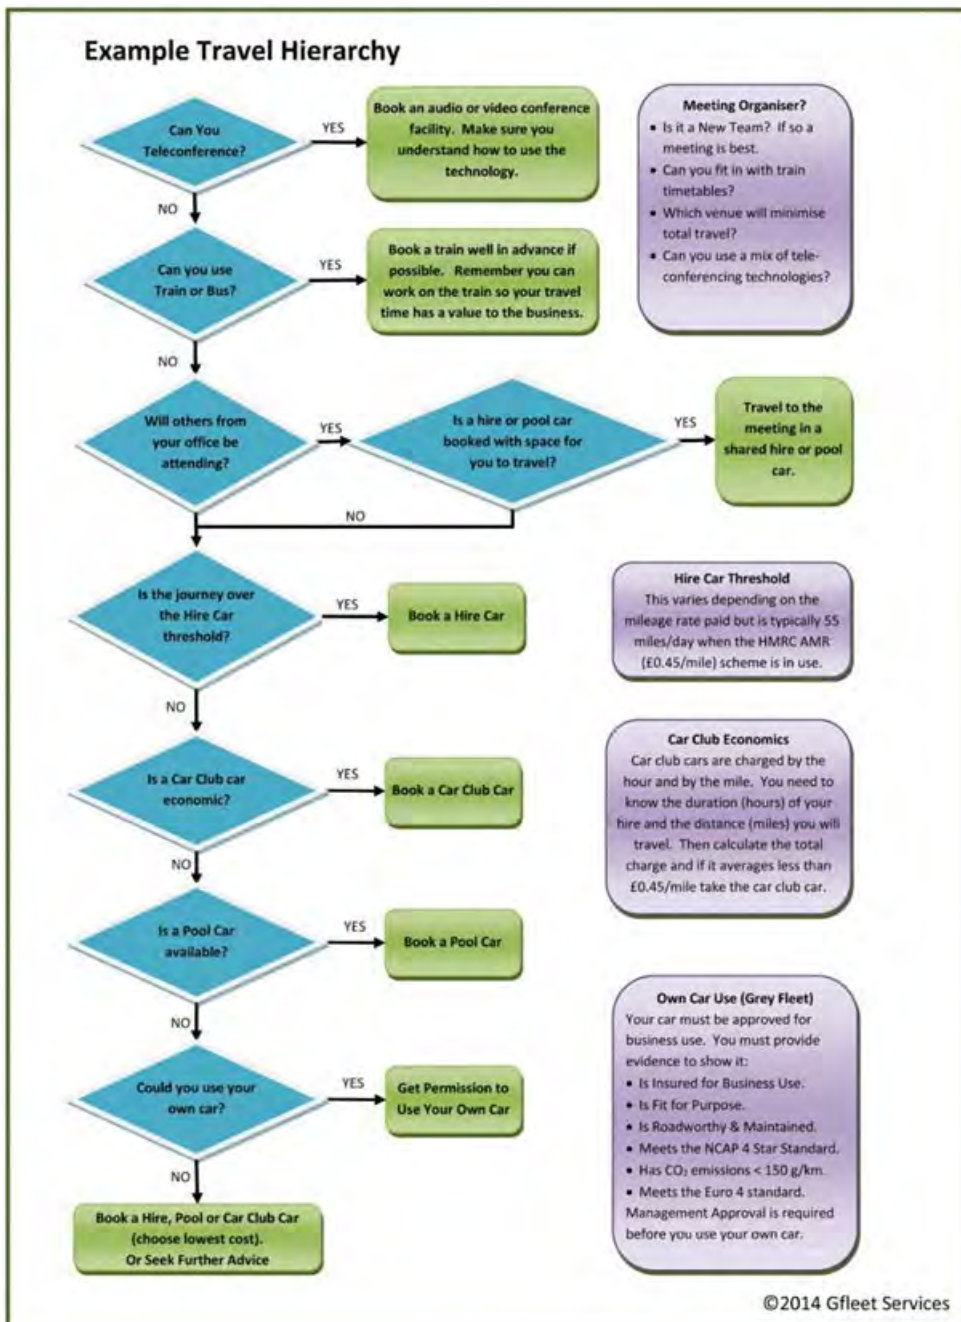 Example Travel Hierarchy
Can You
Teleconference?
YES
Book an audio or video conference
facility. Make sure you
understand how to use the
technology.
Meeting Organiser?
• Is it a New Team? If so a
meeting is best.
• Can you fit in with train
timetables?
• Which venue will minimise
total travel?
• Can you use a mix of tele-
conferencing technologies?
NO
Can you use
Train or Bus?
YES
Book a train well in advance if
possible. Remember you can
work on the train so your travel
time has a value to the business.
NO
Will others from
your office be
attending?
YES
Is a hire or pool car
booked with space for
you to travel?
YES
Travel to the
meeting in a
shared hire or pool
car.
NO
Is the journey over
the Hire Car
threshold?
YES
Book a Hire Car
Hire Car Threshold
This varies depending on the
mileage rate paid but is typically 55
miles/day when the HMRC AMR
(£0.45/mile) scheme is in use.
NO
Is a Car Club car
economic?
YES
Book a Car Club Car
Car Club Economics
Car club cars are charged by the
hour and by the mile. You need to
know the duration (hours) of your
hire and the distance (miles) you will
travel. Then calculate the total
charge and if it averages less than
£0.45/mile take the car club car.
NO
Is a Pool Car
available?
YES
Book a Pool Car
NO
Could you use your
own car?
YES
Get Permission to
Use Your Own Car
Own Car Use (Grey Fleet)
Your car must be approved for
business use. You must provide
evidence to show it:
• Is Insured for Business Use.
• Is Fit for Purpose.
• Is Roadworthy & Maintained.
• Meets the NCAP 4 Star Standard.
• Has CO₂ emissions < 150 g/km.
• Meets the Euro 4 standard.
Management Approval is required
before you use your own car.
NO
Book a Hire, Pool or Car Club Car
(choose lowest cost).
Or Seek Further Advice
©2014 Gfleet Services